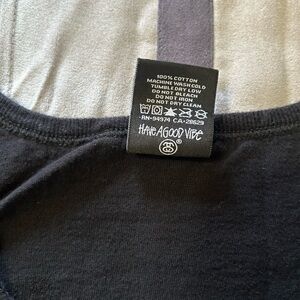 100% COTTON
MACHINE WASH COLD
TUMBLE DRY LOW
DO NOT BLEACH
DO NOT IRON
DO NOT DRY CLEAN
RN-94974 CA-28629
HAVE A GOOD VIBE